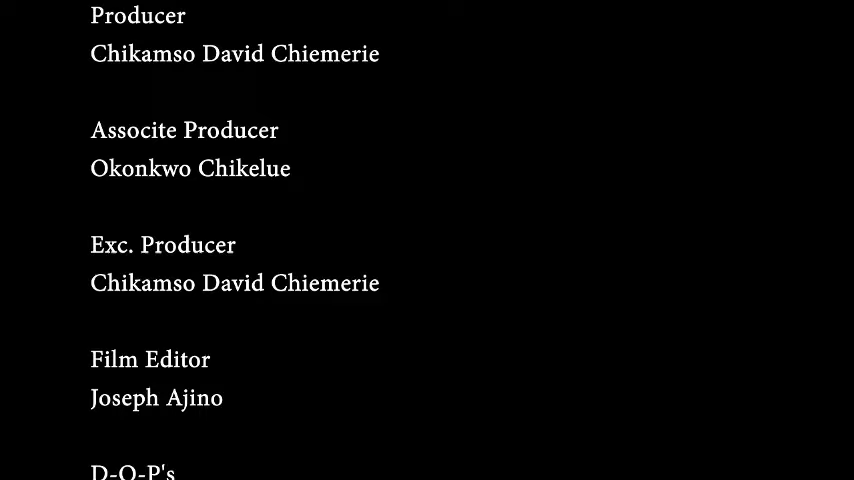 Producer
Chikamso David Chiemerie
Associte Producer
Okonkwo Chikelue
Exc. Producer
Chikamso David Chiemerie
Film Editor
Joseph Ajino
D-O-P's